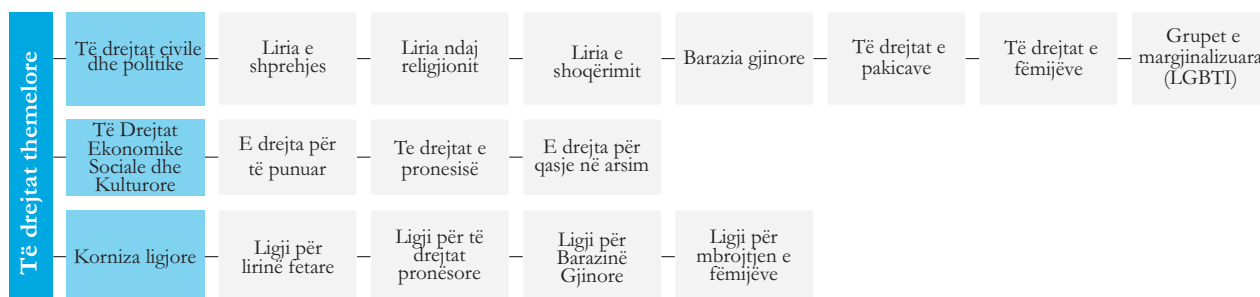 Të drejtat themelore
Të drejtat civile
dhe politike
Liria e
shprehjes
Liria ndaj
religjionit
Liria e
shoqërimit
Barazia gjinore
Të drejtat e
pakicave
Të drejtat e
fëmijëve
Grupet e
margjinalizuara
(LGBTI)
Të Drejtat
Ekonomike
Sociale dhe
Kulturore
E drejta për
të punuar
Te drejtat e
pronesisë
E drejta për
qasje në arsim
Korniza ligjore
Ligji për
lirinë fetare
Ligji për të
drejtat
pronësore
Ligji për
Barazinë
Gjinore
Ligji për
mbrojtjen e
fëmijëve